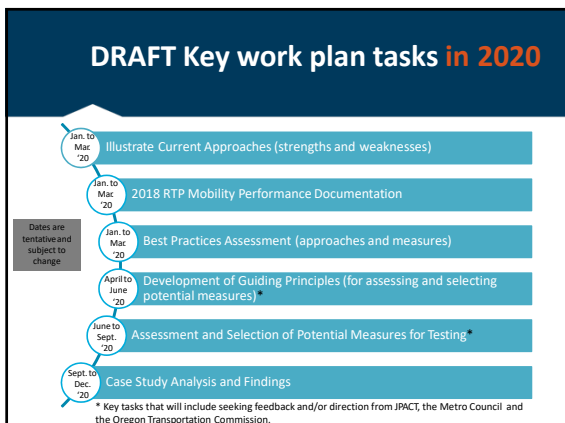 DRAFT Key work plan tasks in 2020
Jan. to
Mar.
'20
Illustrate Current Approaches (strengths and weaknesses)
Jan. to
Mar.
'20
2018 RTP Mobility Performance Documentation
Dates are
tentative and
subject to
change
Jan. to
Mar.
'20
Best Practices Assessment (approaches and measures)
April to
June
'20
Development of Guiding Principles (for assessing and selecting
potential measures)*
June to
Sept.
'20
Assessment and Selection of Potential Measures for Testing*
Sept. to
Dec.
'20
Case Study Analysis and Findings
* Key tasks that will include seeking feedback and/or direction from JPACT, the Metro Council and
the Oregon Transportation Commission.